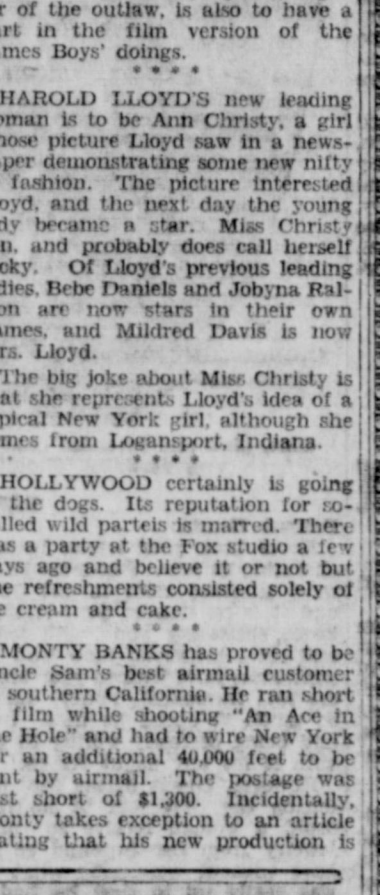 r of the outlaw, is also to have a
rt in the film version of the
mes Boys' doings.
* * * *
HAROLD LLOYD'S new leading
oman is to be Ann Christy, a girl
hose picture Lloyd saw in a news-
per demonstrating some new nifty
fashion. The picture interested
oyd, and the next day the young
dy became a star. Miss Christy
n, and probably does call herself
cky. Of Lloyd's previous leading
dies, Bebe Daniels and Jobyna Ral-
on are now stars in their own
ames, and Mildred Davis is now
rs. Lloyd.
The big joke about Miss Christy is
at she represents Lloyd's idea of a
pical New York girl, although she
mes from Logansport, Indiana.
* * * *
HOLLYWOOD certainly is going
the dogs. Its reputation for so-
lled wild parteis is marred. There
as a party at the Fox studio a few
ays ago and believe it or not but
e refreshments consisted solely of
e cream and cake.
* * * *
MONTY BANKS has proved to be
ncle Sam's best airmail customer
southern California. He ran short
film while shooting "An Ace in
e Hole" and had to wire New York
r an additional 40,000 feet to be
nt by airmail. The postage was
st short of $1,300. Incidentally,
onty takes exception to an article
ating that his new production is